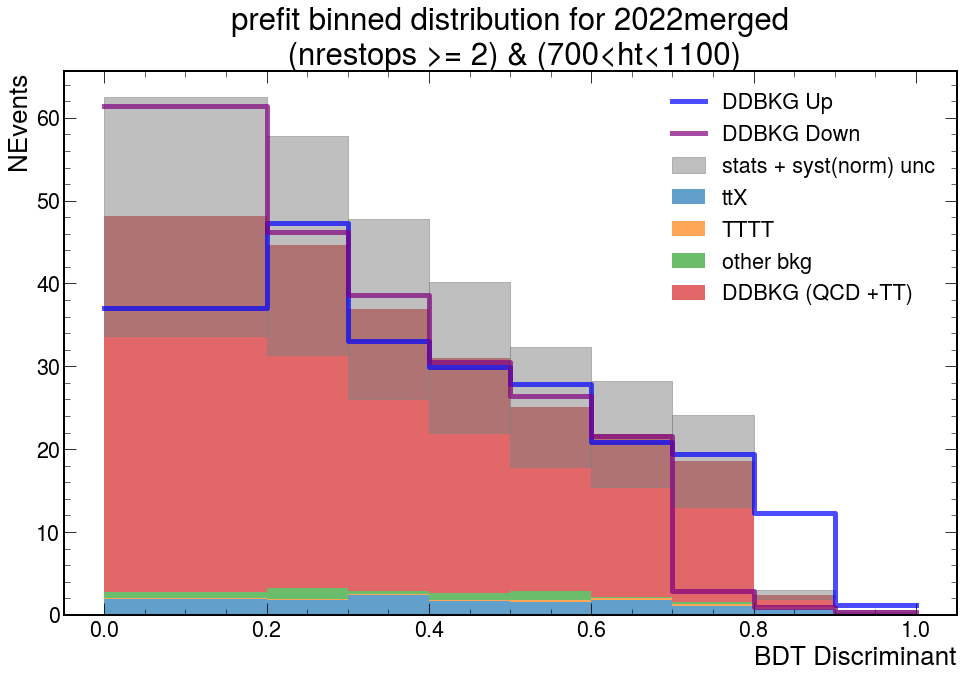 prefit binned distribution for 2022merged
(nrestops >= 2) & (700<ht<1100)
NEvents
60
50
40
30
20
10
0
DDBKG Up
DDBKG Down
stats + syst(norm) unc
ttX
TTTT
other bkg
DDBKG (QCD +TT)
0.0 0.2 0.4 0.6 0.8 1.0
BDT Discriminant